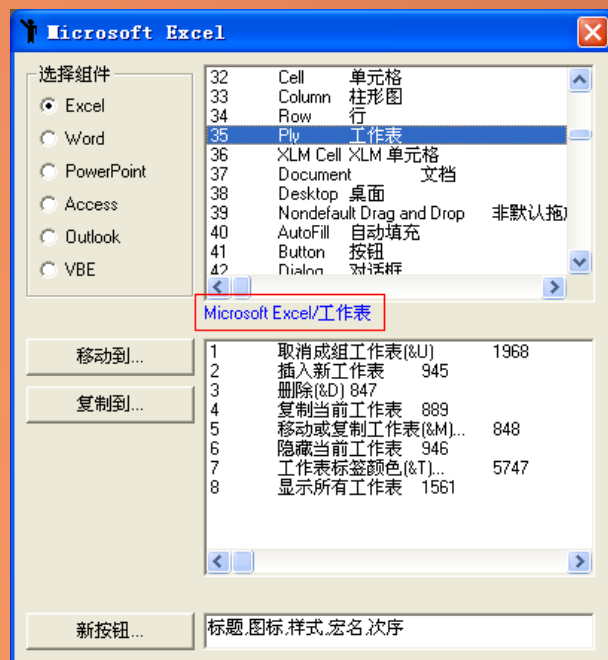 Microsoft Excel
选择组件
Excel
Word
PowerPoint
Access
Outlook
VBE
32 Cell 单元格
33 Column 柱形图
34 Row 行
35 Ply 工作表
36 XLM Cell XLM 单元格
37 Document 文档
38 Desktop 桌面
39 Nondefault Drag and Drop 非默认拖
40 AutoFill 自动填充
41 Button 按钮
42 Dialog 对话框
Microsoft Excel/工作表
移动到...
复制到...
1 取消成组工作表(&U) 1968
2 插入新工作表 945
3 删除(&D) 847
4 复制当前工作表 889
5 移动或复制工作表(&M)... 848
6 隐藏当前工作表 946
7 工作表标签颜色(&T)... 5747
8 显示所有工作表 1561
新按钮...
标题,图标,样式,宏名,次序